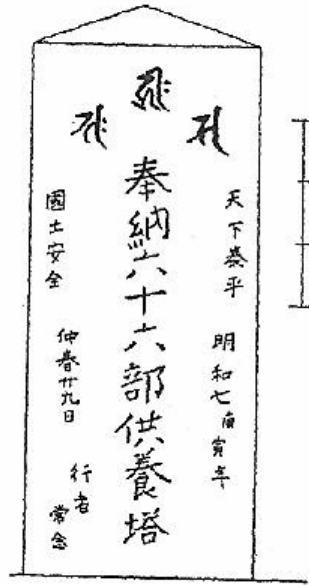 奉納六十六部供養塔
天下泰平 明和七庚寅年
國土安全 仲春廿九日
行者
常念